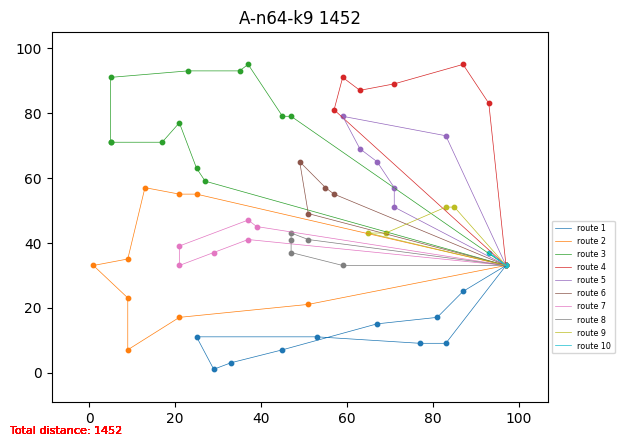 A-n64-k9 1452
100
80
60
40
20
0
0 20 40 60 80 100
route 1
route 2
route 3
route 4
route 5
route 6
route 7
route 8
route 9
route 10
Total distance: 1452